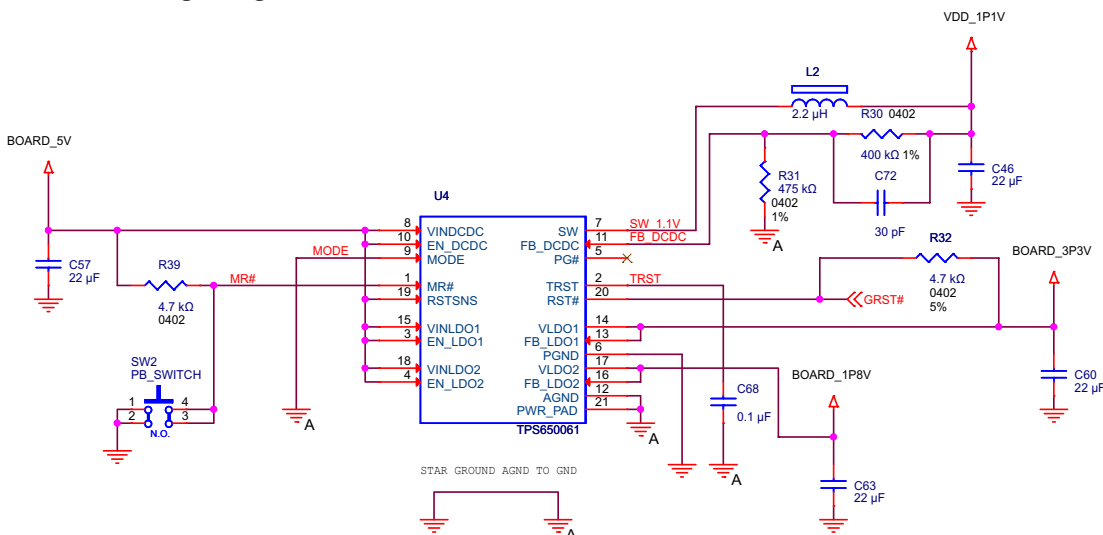 VDD_1P1V
L2
2.2 µH
R30 0402
400 kΩ 1%
C72
30 pF
R31
475 kΩ
0402
1%
A
C46
22 µF
BOARD_5V
C57
22 µF
R39
4.7 kΩ
0402
MR#
MODE
A
SW2
PB_SWITCH
1
2
4
3
N.O.
U4
8 VINDCDC
10 EN_DCDC
9 MODE
1 MR#
19 RSTSNS
15 VINLDO1
3 EN_LDO1
18 VINLDO2
4 EN_LDO2
SW 7 SW_1.1V
FB_DCDC 11 FB_DCDC
PG# 5
TRST 2 TRST
RST# 20
VLDO1 14
FB_LDO1 13
PGND 6
VLDO2 17
FB_LDO2 16
AGND 12
PWR_PAD 21
TPS650061
A
R32
4.7 kΩ
0402
5%
GRST#
BOARD_3P3V
C60
22 µF
C68
0.1 µF
A
BOARD_1P8V
C63
22 µF
STAR GROUND AGND TO GND
A